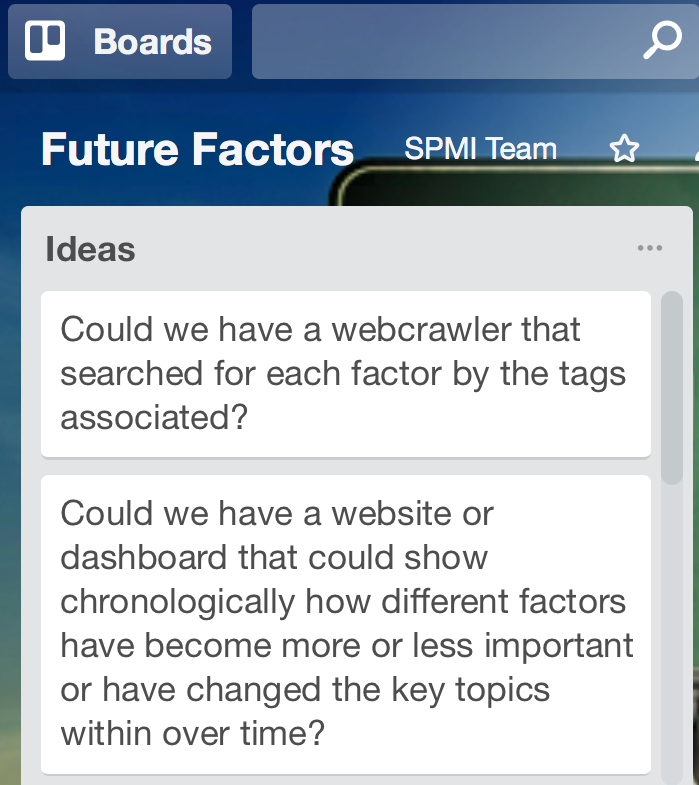 Boards
Future Factors
SPMI Team
Ideas
Could we have a webcrawler that
searched for each factor by the tags
associated?
Could we have a website or
dashboard that could show
chronologically how different factors
have become more or less important
or have changed the key topics
within over time?